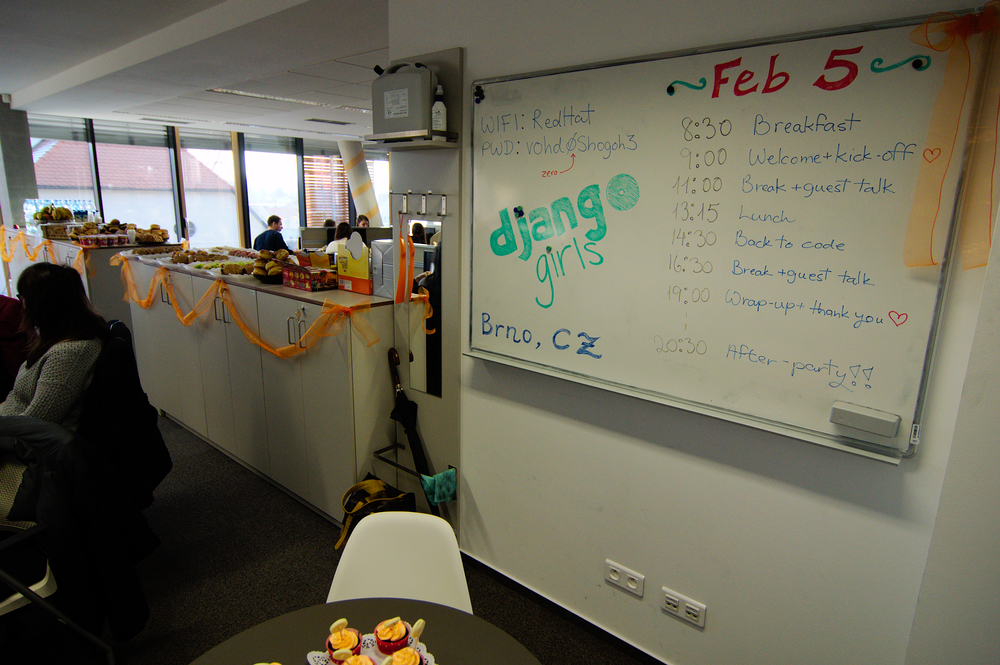 WIFI: RedHat
PWD: vohdØShogoh3
zero
django
girls
Brno, CZ
Feb 5
8:30 Breakfast
9:00 Welcome+kick-off
11:00 Break+guest talk
13:15 Lunch
14:30 Back to code
16:30 Break+guest talk
19:00 Wrap-up+thank you
20:30 After-party!!